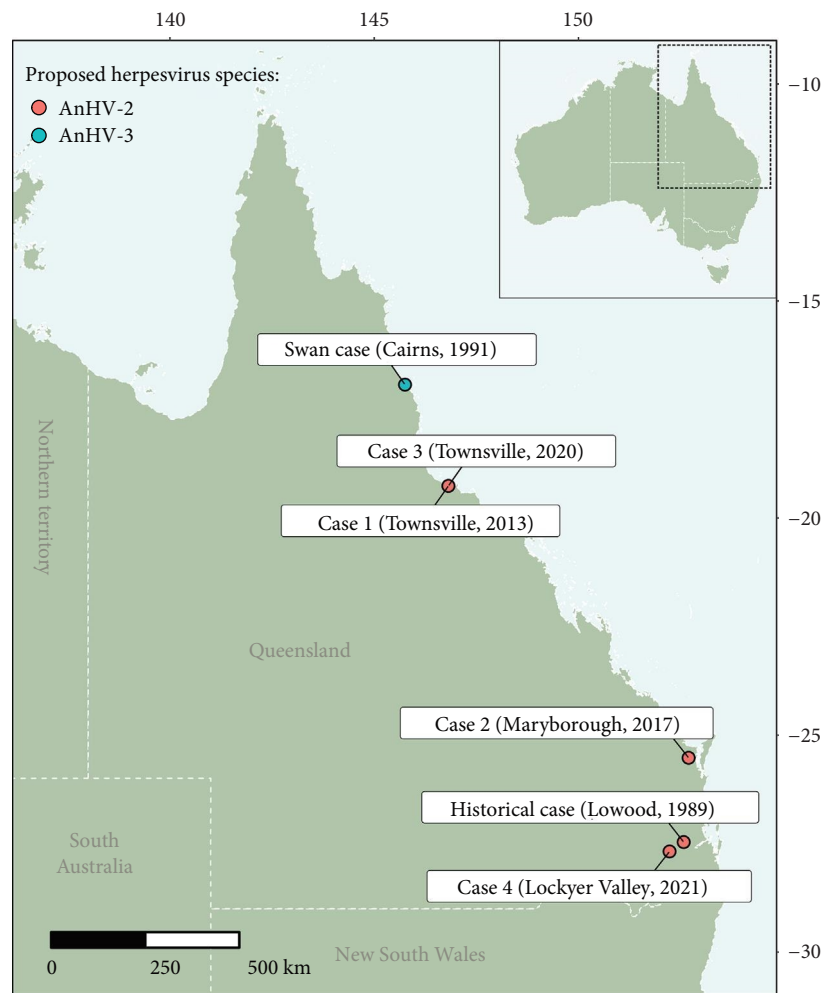 140
145
150
Proposed herpesvirus species:
AnHV-2
AnHV-3
−10
−15
Swan case (Cairns, 1991)
Northern territory
Case 3 (Townsville, 2020)
Case 1 (Townsville, 2013)
−20
Queensland
Case 2 (Maryborough, 2017)
−25
Historical case (Lowood, 1989)
South
Australia
Case 4 (Lockyer Valley, 2021)
New South Wales
−30
0
250
500 km